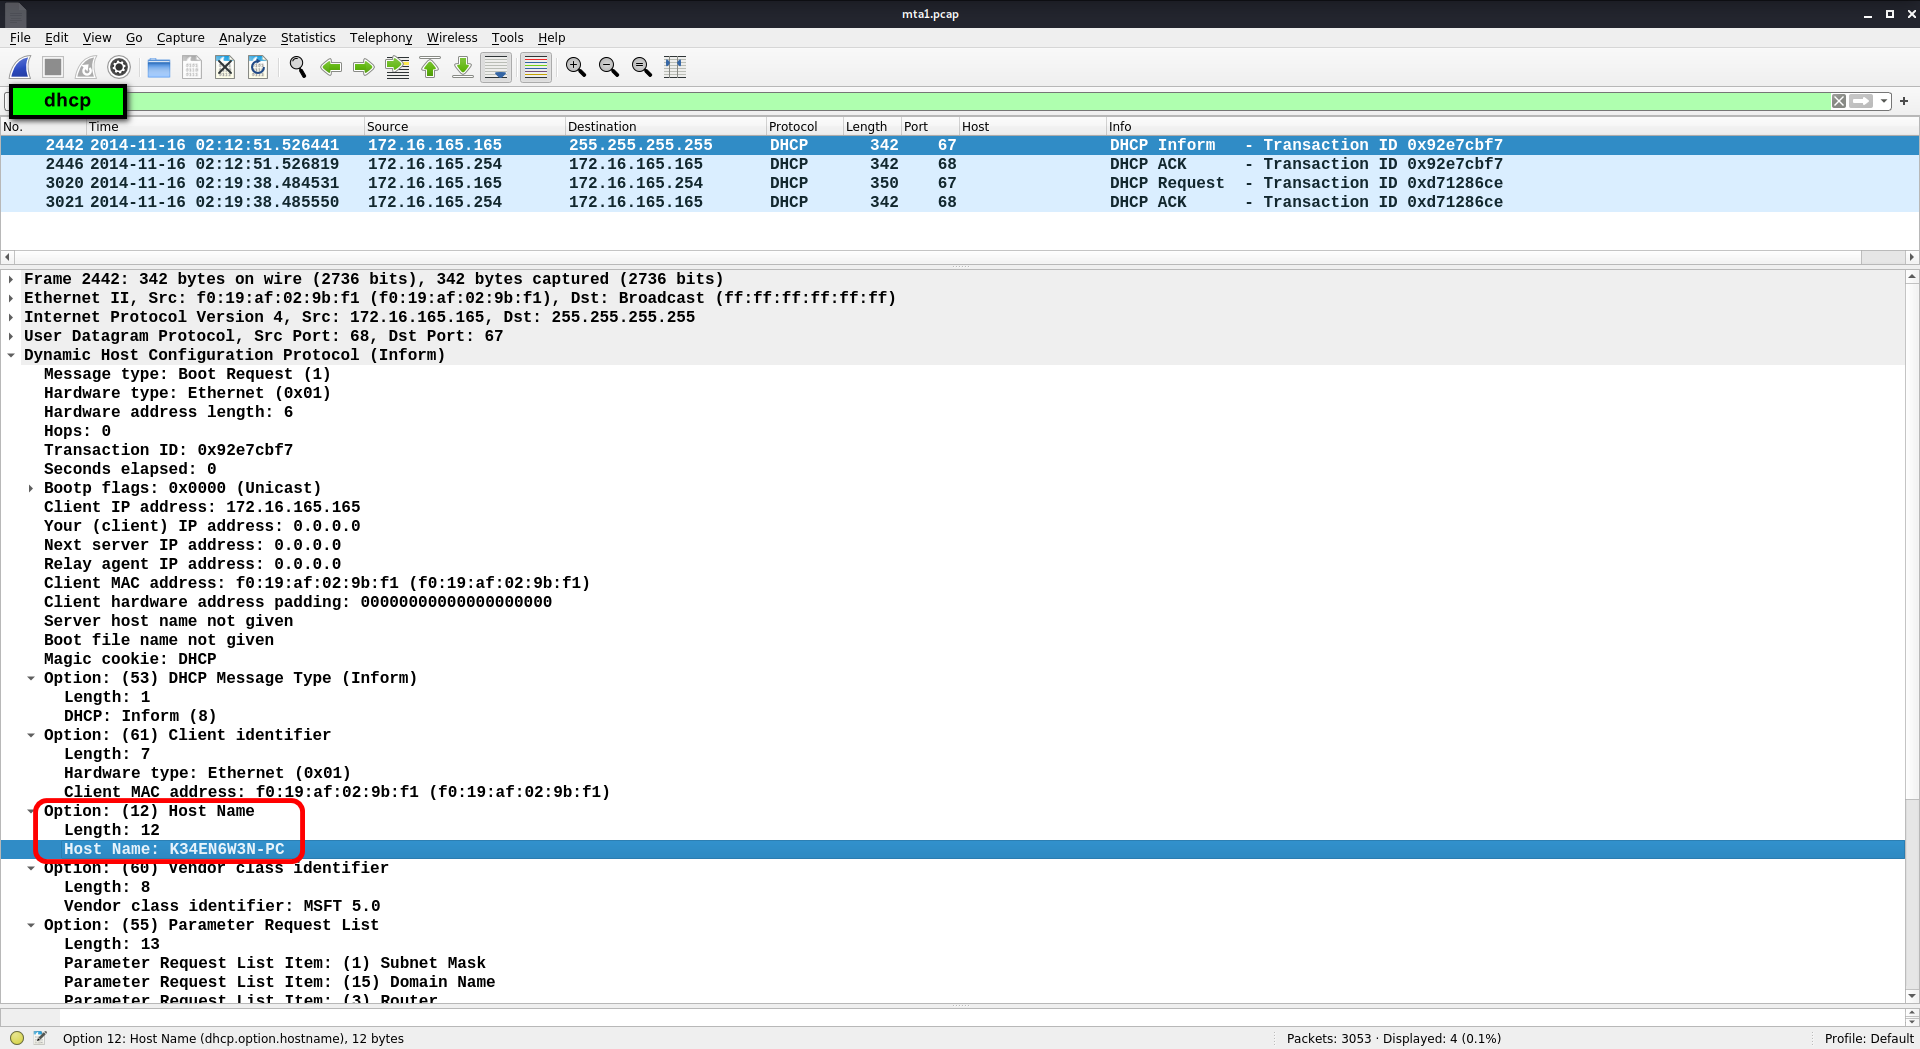 mta1.pcap
File Edit View Go Capture Analyze Statistics Telephony Wireless Tools Help
dhcp
No. Time Source Destination Protocol Length Port Host Info
2442 2014-11-16 02:12:51.526441 172.16.165.165 255.255.255.255 DHCP 342 67 DHCP Inform - Transaction ID 0x92e7cbf7
2446 2014-11-16 02:12:51.526819 172.16.165.254 172.16.165.165 DHCP 342 68 DHCP ACK - Transaction ID 0x92e7cbf7
3020 2014-11-16 02:19:38.484531 172.16.165.165 172.16.165.254 DHCP 350 67 DHCP Request - Transaction ID 0xd71286ce
3021 2014-11-16 02:19:38.485550 172.16.165.254 172.16.165.165 DHCP 342 68 DHCP ACK - Transaction ID 0xd71286ce
Frame 2442: 342 bytes on wire (2736 bits), 342 bytes captured (2736 bits)
Ethernet II, Src: f0:19:af:02:9b:f1 (f0:19:af:02:9b:f1), Dst: Broadcast (ff:ff:ff:ff:ff:ff)
Internet Protocol Version 4, Src: 172.16.165.165, Dst: 255.255.255.255
User Datagram Protocol, Src Port: 68, Dst Port: 67
Dynamic Host Configuration Protocol (Inform)
Message type: Boot Request (1)
Hardware type: Ethernet (0x01)
Hardware address length: 6
Hops: 0
Transaction ID: 0x92e7cbf7
Seconds elapsed: 0
Bootp flags: 0x0000 (Unicast)
Client IP address: 172.16.165.165
Your (client) IP address: 0.0.0.0
Next server IP address: 0.0.0.0
Relay agent IP address: 0.0.0.0
Client MAC address: f0:19:af:02:9b:f1 (f0:19:af:02:9b:f1)
Client hardware address padding: 00000000000000000000
Server host name not given
Boot file name not given
Magic cookie: DHCP
Option: (53) DHCP Message Type (Inform)
Length: 1
DHCP: Inform (8)
Option: (61) Client identifier
Length: 7
Hardware type: Ethernet (0x01)
Client MAC address: f0:19:af:02:9b:f1 (f0:19:af:02:9b:f1)
Option: (12) Host Name
Length: 12
Host Name: K34EN6W3N-PC
Option: (60) Vendor class identifier
Length: 8
Vendor class identifier: MSFT 5.0
Option: (55) Parameter Request List
Length: 13
Parameter Request List Item: (1) Subnet Mask
Parameter Request List Item: (15) Domain Name
Parameter Request List Item: (3) Router
Option 12: Host Name (dhcp.option.hostname), 12 bytes
Packets: 3053 · Displayed: 4 (0.1%)
Profile: Default